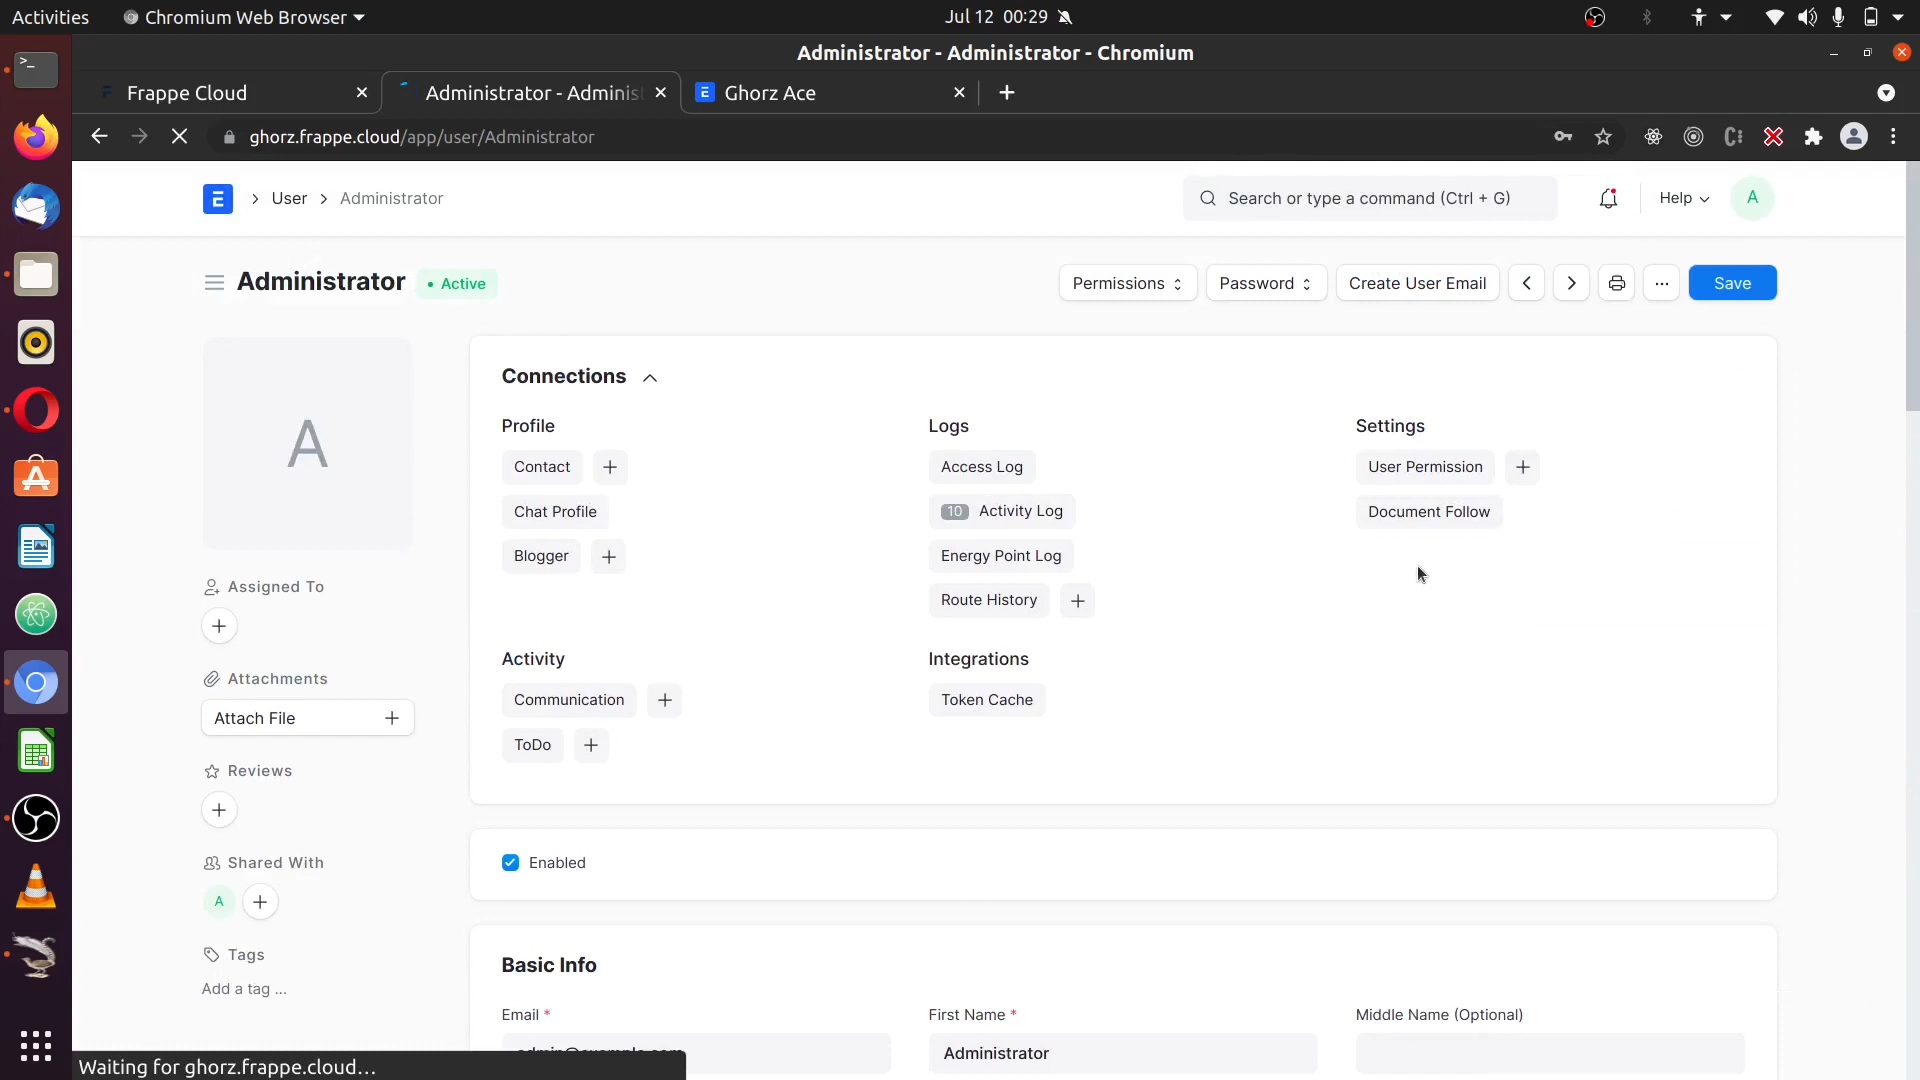 Activities
Chromium Web Browser
Jul 12 00:29
Administrator - Administrator - Chromium
Frappe Cloud
Administrator - Adminis
Ghorz Ace
ghorz.frappe.cloud/app/user/Administrator
E
User
Administrator
Search or type a command (Ctrl + G)
Help
A
Administrator
Active
Permissions
Password
Create User Email
Save
A
Connections
Profile
Logs
Settings
Contact
Access Log
User Permission
Chat Profile
10 Activity Log
Document Follow
Blogger
Energy Point Log
Route History
Assigned To
Activity
Integrations
Attachments
Communication
Token Cache
Attach File
ToDo
Reviews
Shared With
Enabled
A
Tags
Basic Info
Add a tag ...
Email *
First Name *
Middle Name (Optional)
Administrator
Waiting for ghorz.frappe.cloud...